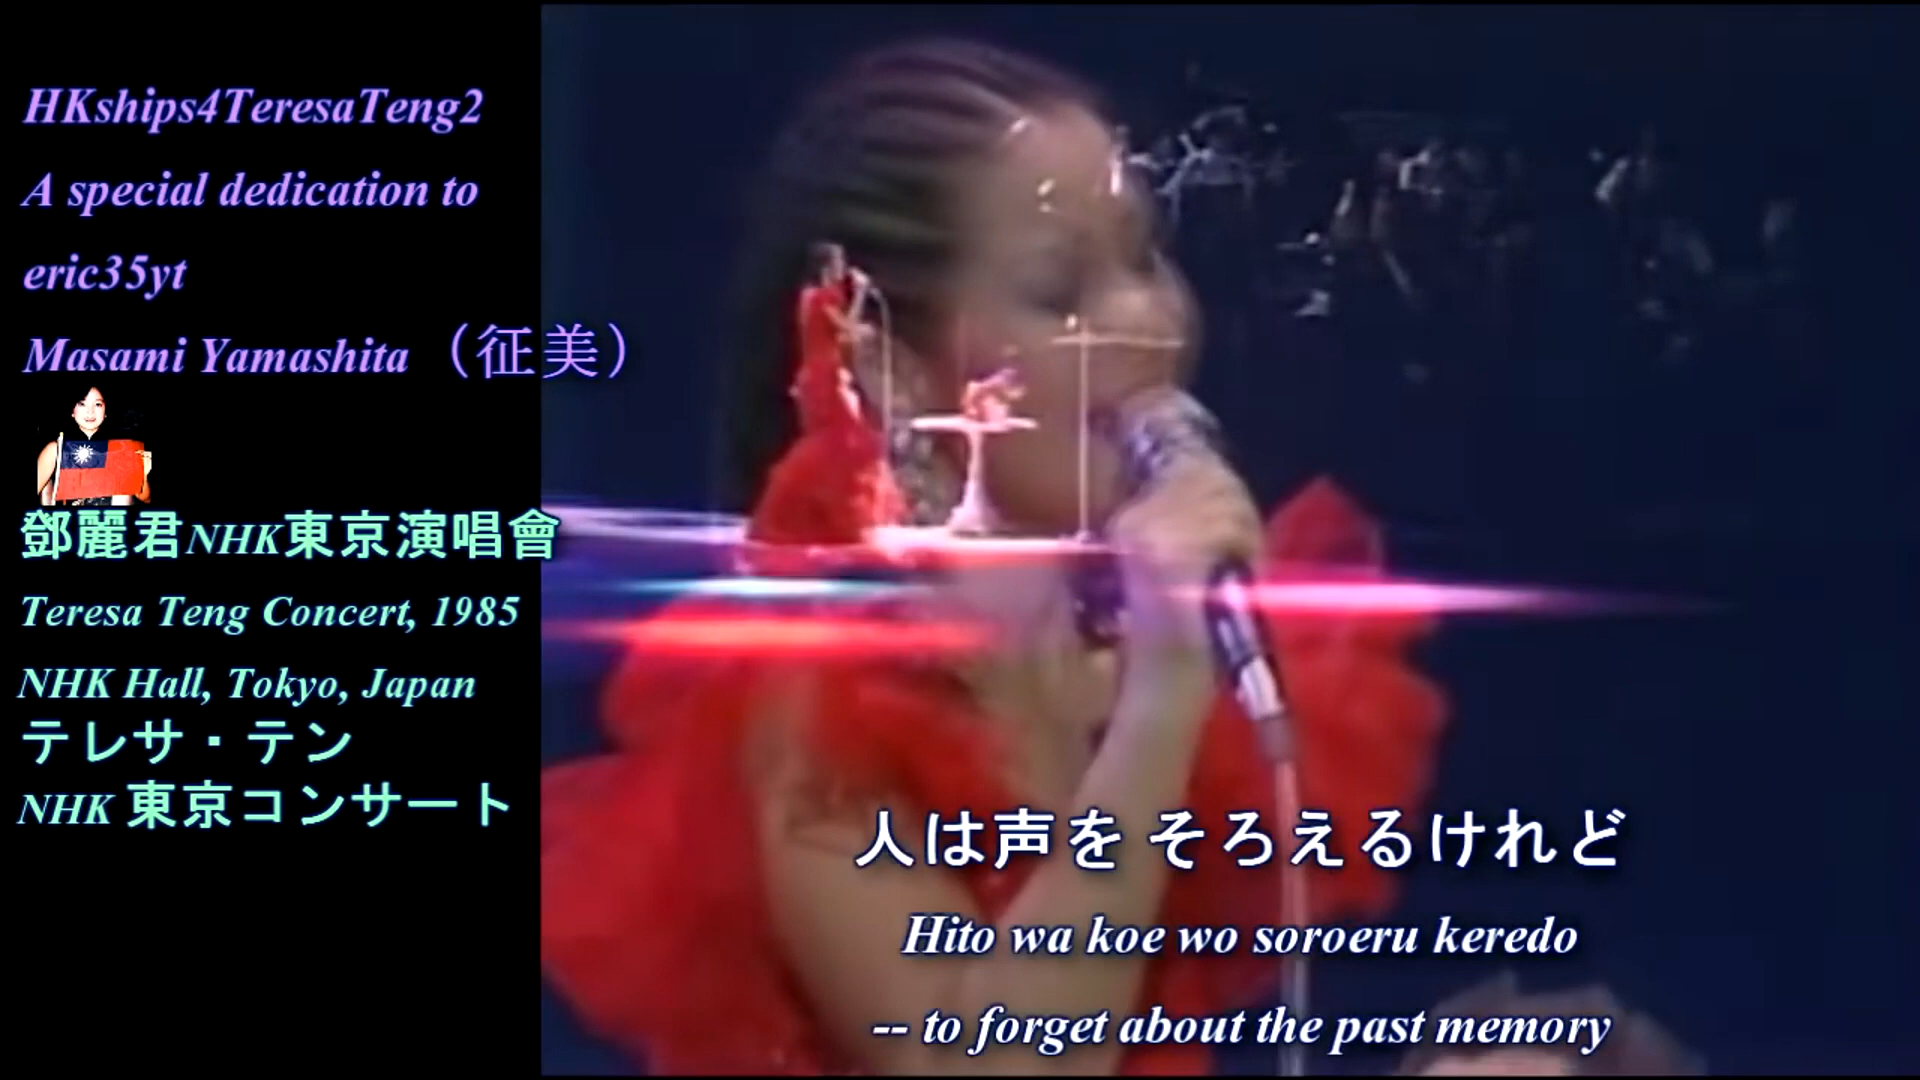 HKships4TeresaTeng2
A special dedication to
eric35yt
Masami Yamashita （征美）
鄧麗君NHK東京演唱會
Teresa Teng Concert, 1985
NHK Hall, Tokyo, Japan
テレサ・テン
NHK 東京コンサート
人は声を そろえるけれど
Hito wa koe wo soroeru keredo
-- to forget about the past memory